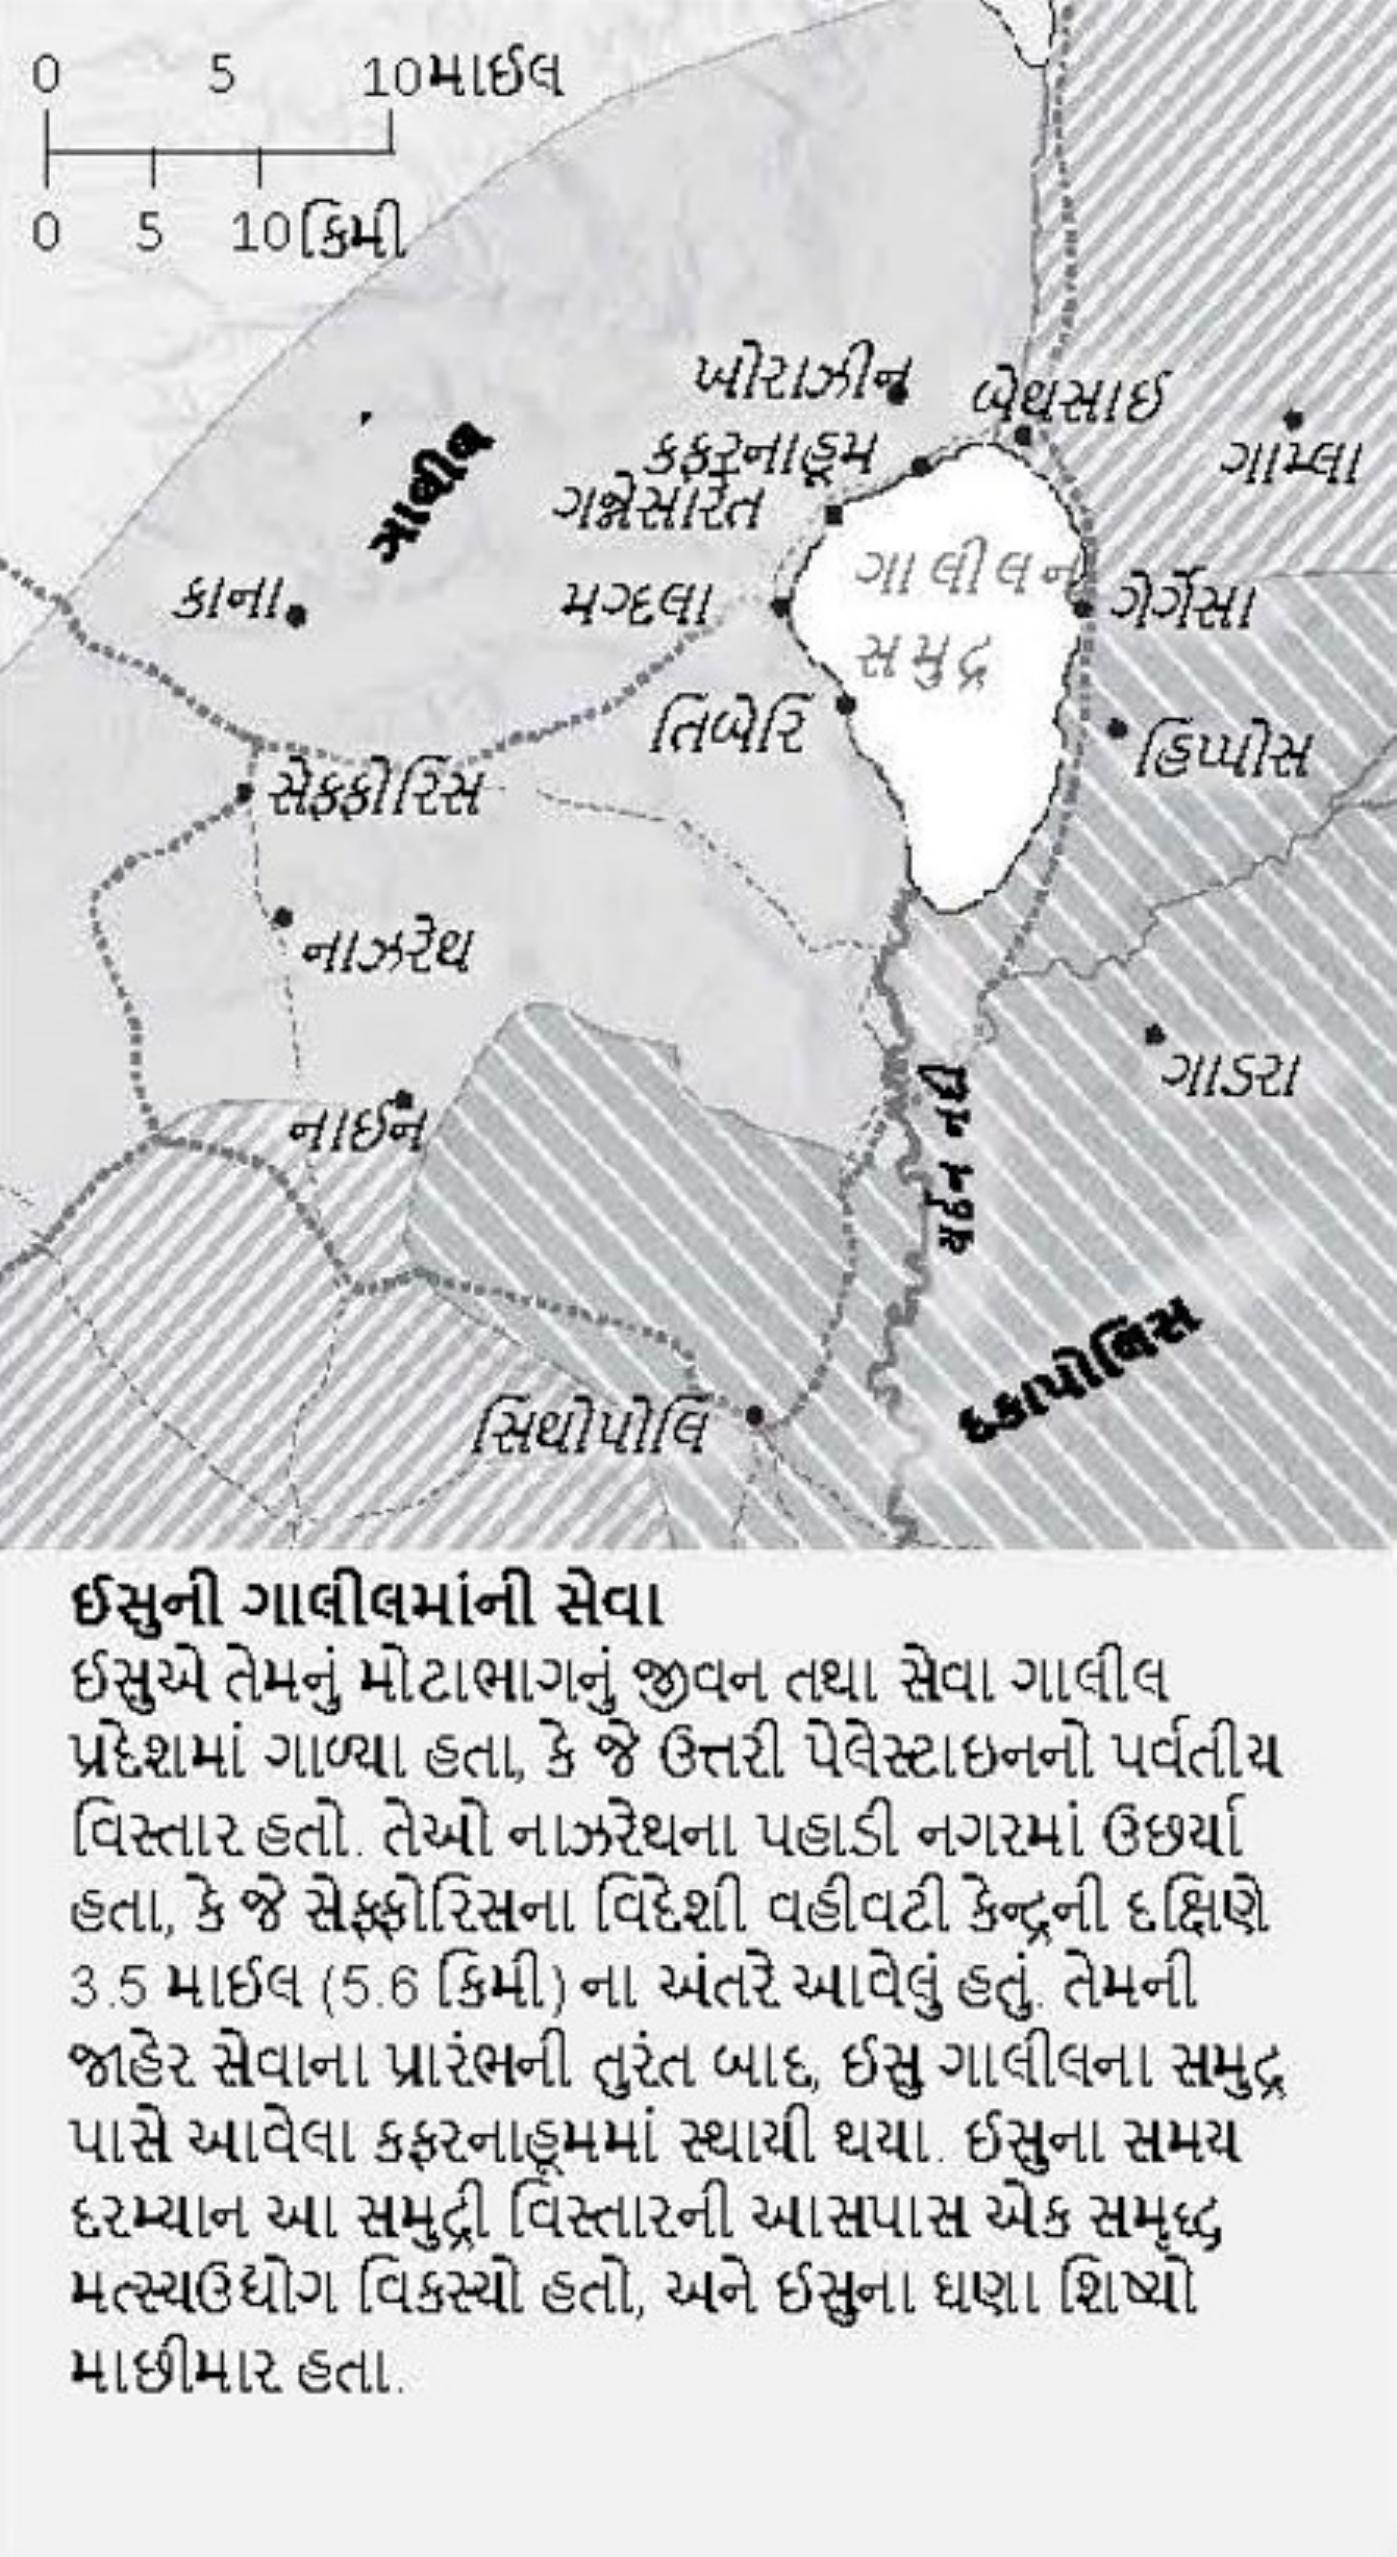 0 5 10માઈલ
0 5 10કિમી
ખોરાઝીન
બેથસાઈ
કફરનાહૂમ
ગામ્લા
ગન્નેસારેત
ગાલીલ
ગાલીલન
કાના
મગ્દલા
ગેર્ગેસા
સમુદ્ર
તિબેરિ
હિપ્પોસ
સેફ્ફોરિસ
નાઝરેથ
ગાડરા
નાઈન
યર્દન નદી
દકાપોલિસ
સિથોપોલિ
ઈસુની ગાલીલમાંની સેવા
ઈસુએ તેમનું મોટાભાગનું જીવન તથા સેવા ગાલીલ
પ્રદેશમાં ગાળ્યા હતા, કે જે ઉત્તરી પેલેસ્ટાઇનનો પર્વતીય
વિસ્તાર હતો. તેઓ નાઝરેથના પહાડી નગરમાં ઉછર્યા
હતા, કે જે સેફ્ફોરિસના વિદેશી વહીવટી કેન્દ્રની દક્ષિણે
3.5 માઈલ (5.6 કિમી) ના અંતરે આવેલું હતું. તેમની
જાહેર સેવાના પ્રારંભની તુરંત બાદ, ઈસુ ગાલીલના સમુદ્ર
પાસે આવેલા કફરનાહૂમમાં સ્થાયી થયા. ઈસુના સમય
દરમ્યાન આ સમુદ્રી વિસ્તારની આસપાસ એક સમૃદ્ધ
મત્સ્યઉદ્યોગ વિકસ્યો હતો, અને ઈસુના ઘણા શિષ્યો
માછીમાર હતા.